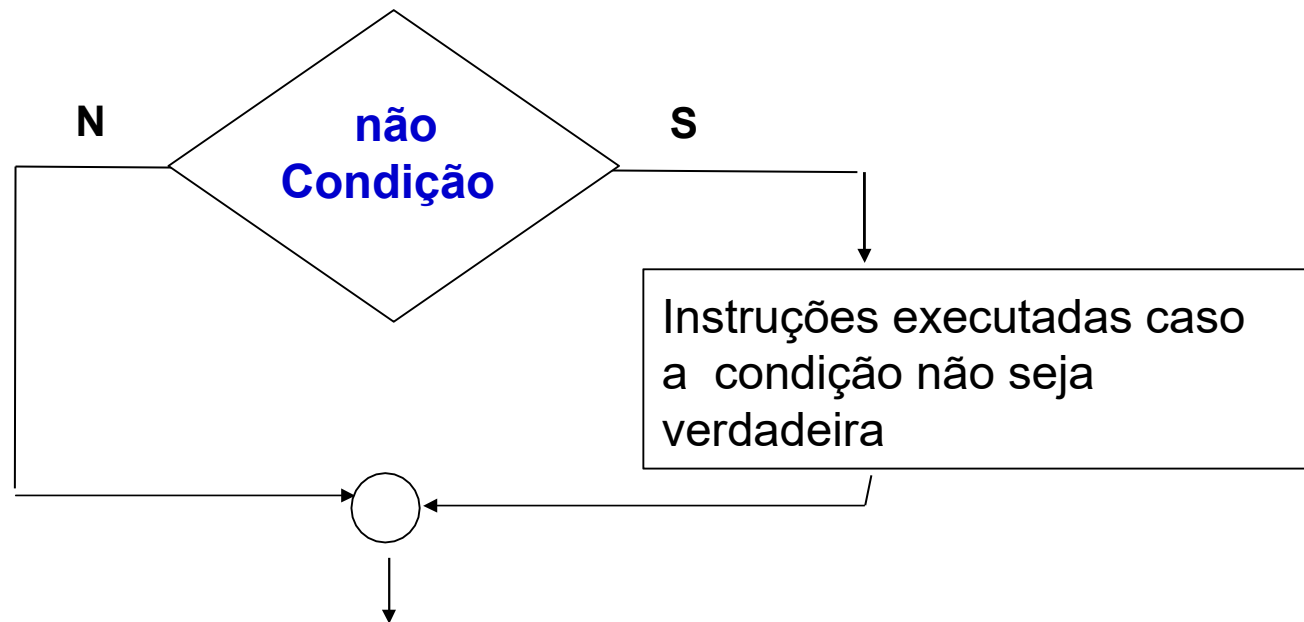 N
não
Condição
S
Instruções executadas caso
a condição não seja
verdadeira